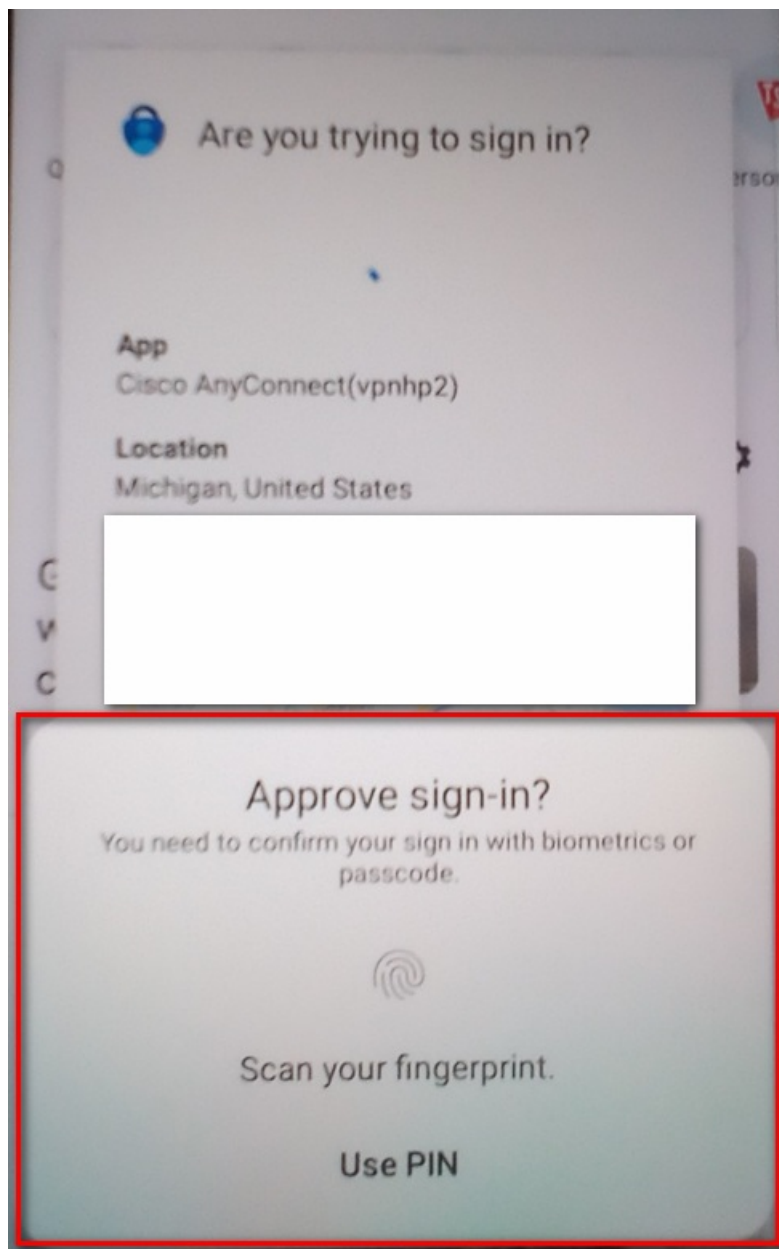 Are you trying to sign in?
App
Cisco AnyConnect(vpnhp2)
Location
Michigan, United States
Approve sign-in?
You need to confirm your sign in with biometrics or
passcode.
Scan your fingerprint.
Use PIN